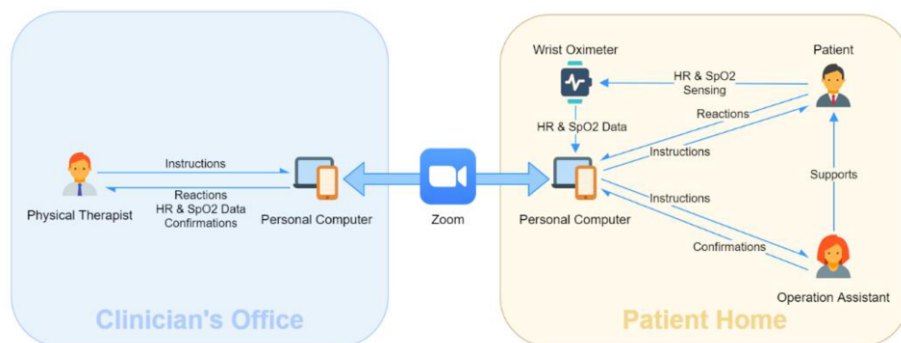 Wrist Oximeter
Patient
HR & SpO2
Sensing
Reactions
HR & SpO2 Data
Instructions
Instructions
Reactions
HR & SpO2 Data
Confirmations
Physical Therapist
Personal Computer
Zoom
Personal Computer
Instructions
Confirmations
Supports
Operation Assistant
Clinician's Office
Patient Home